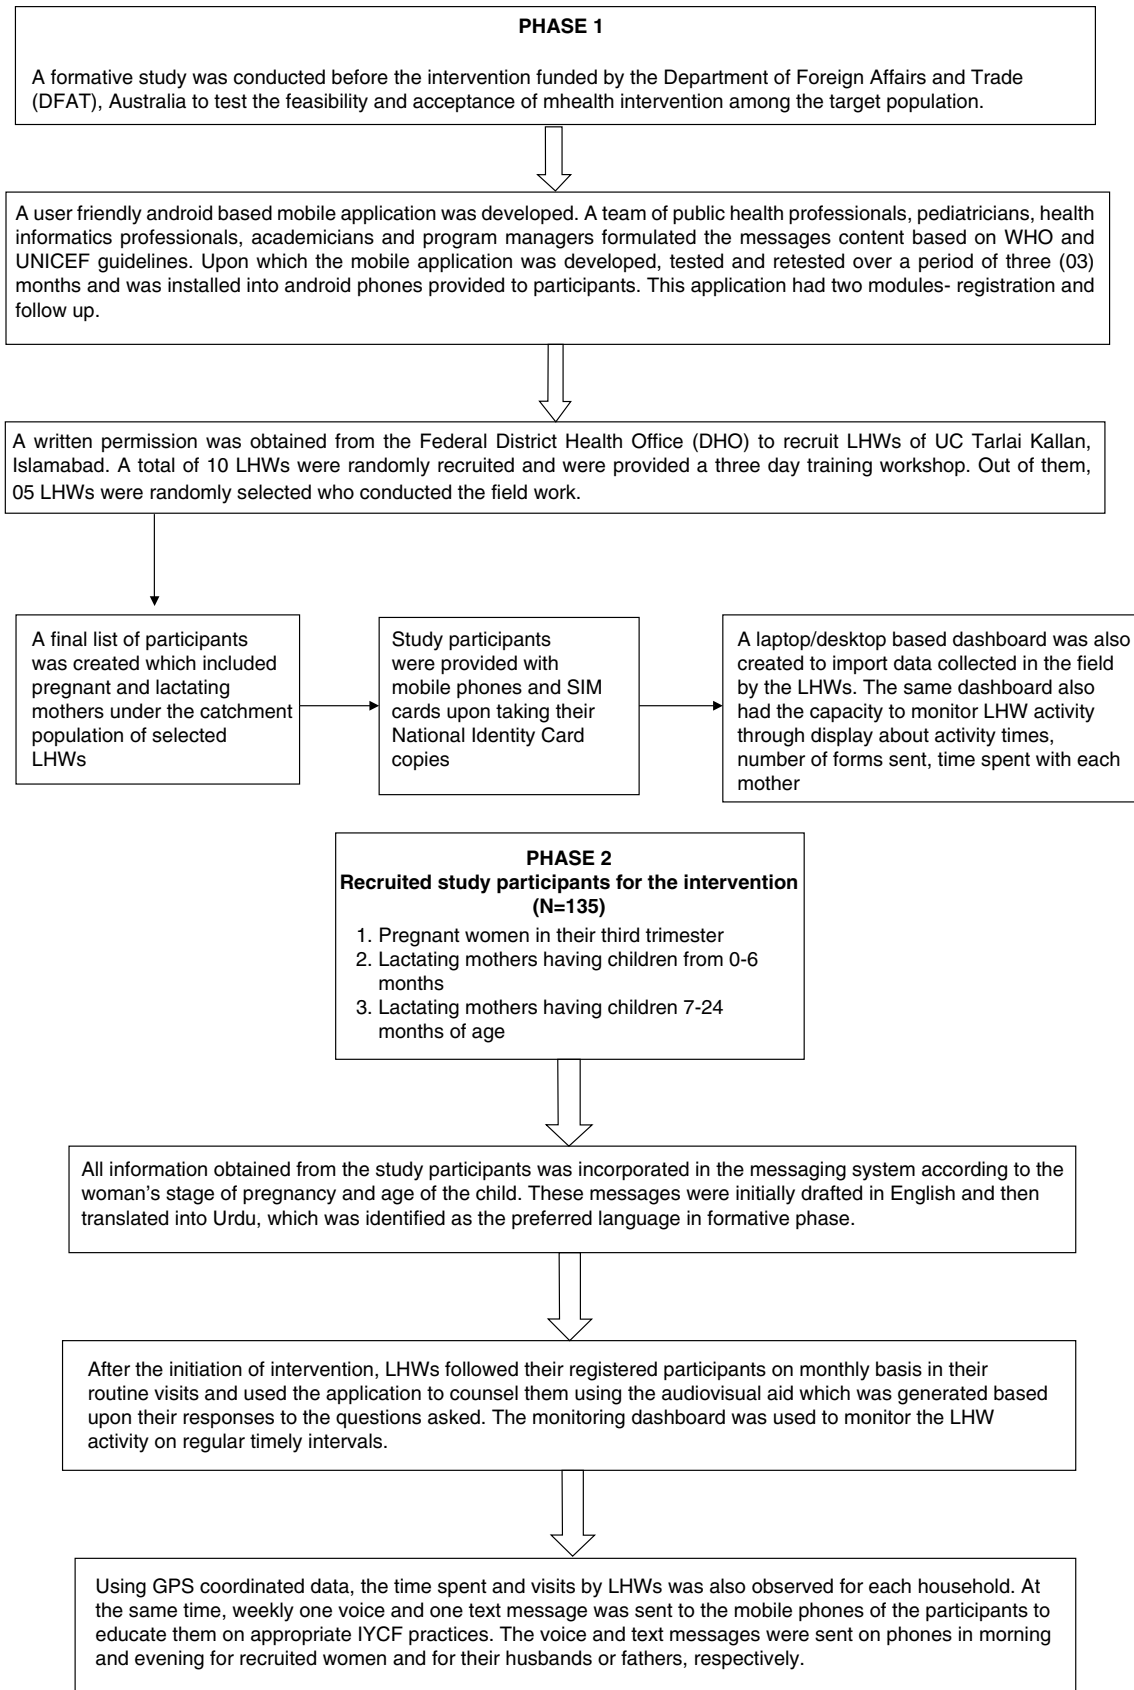 PHASE 1
A formative study was conducted before the intervention funded by the Department of Foreign Affairs and Trade
(DFAT), Australia to test the feasibility and acceptance of mhealth intervention among the target population.
A user friendly android based mobile application was developed. A team of public health professionals, pediatricians, health
informatics professionals, academicians and program managers formulated the messages content based on WHO and
UNICEF guidelines. Upon which the mobile application was developed, tested and retested over a period of three (03)
months and was installed into android phones provided to participants. This application had two modules- registration and
follow up.
A written permission was obtained from the Federal District Health Office (DHO) to recruit LHWs of UC Tarlai Kallan,
Islamabad. A total of 10 LHWs were randomly recruited and were provided a three day training workshop. Out of them,
05 LHWs were randomly selected who conducted the field work.
A final list of participants
was created which included
pregnant and lactating
mothers under the catchment
population of selected
LHWs
Study participants
were provided with
mobile phones and SIM
cards upon taking their
National Identity Card
copies
A laptop/desktop based dashboard was also
created to import data collected in the field
by the LHWs. The same dashboard also
had the capacity to monitor LHW activity
through display about activity times,
number of forms sent, time spent with each
mother
PHASE 2
Recruited study participants for the intervention
(N=135)
1. Pregnant women in their third trimester
2. Lactating mothers having children from 0-6
months
3. Lactating mothers having children 7-24
months of age
All information obtained from the study participants was incorporated in the messaging system according to the
woman's stage of pregnancy and age of the child. These messages were initially drafted in English and then
translated into Urdu, which was identified as the preferred language in formative phase.
After the initiation of intervention, LHWs followed their registered participants on monthly basis in their
routine visits and used the application to counsel them using the audiovisual aid which was generated based
upon their responses to the questions asked. The monitoring dashboard was used to monitor the LHW
activity on regular timely intervals.
Using GPS coordinated data, the time spent and visits by LHWs was also observed for each household. At
the same time, weekly one voice and one text message was sent to the mobile phones of the participants to
educate them on appropriate IYCF practices. The voice and text messages were sent on phones in morning
and evening for recruited women and for their husbands or fathers, respectively.